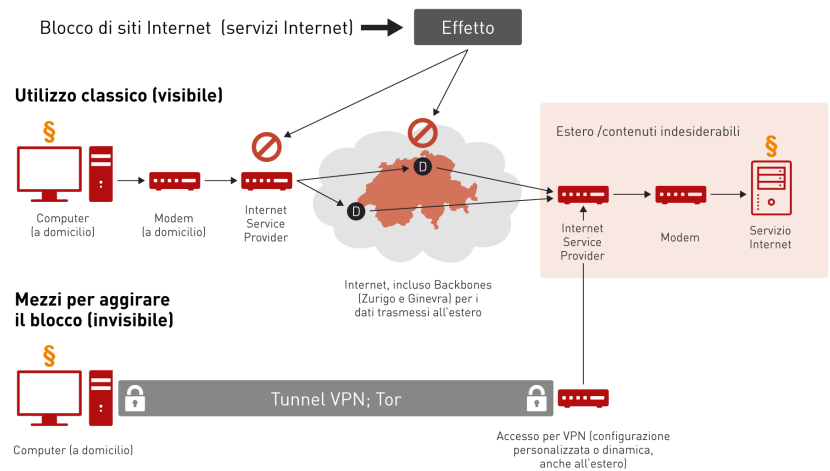 Blocco di siti Internet (servizi Internet)
Effetto
Utilizzo classico (visibile)
§
Computer
(a domicilio)
Modem
(a domicilio)
Internet
Service
Provider
D
D
Internet, incluso Backbones
(Zurigo e Ginevra) per i
dati trasmessi all'estero
Estero /contenuti indesiderabili
§
Internet
Service
Provider
Modem
Servizio
Internet
Mezzi per aggirare
il blocco (invisibile)
§
Computer (a domicilio)
Tunnel VPN; Tor
Accesso per VPN (configurazione
personalizzata o dinamica,
anche all'estero)